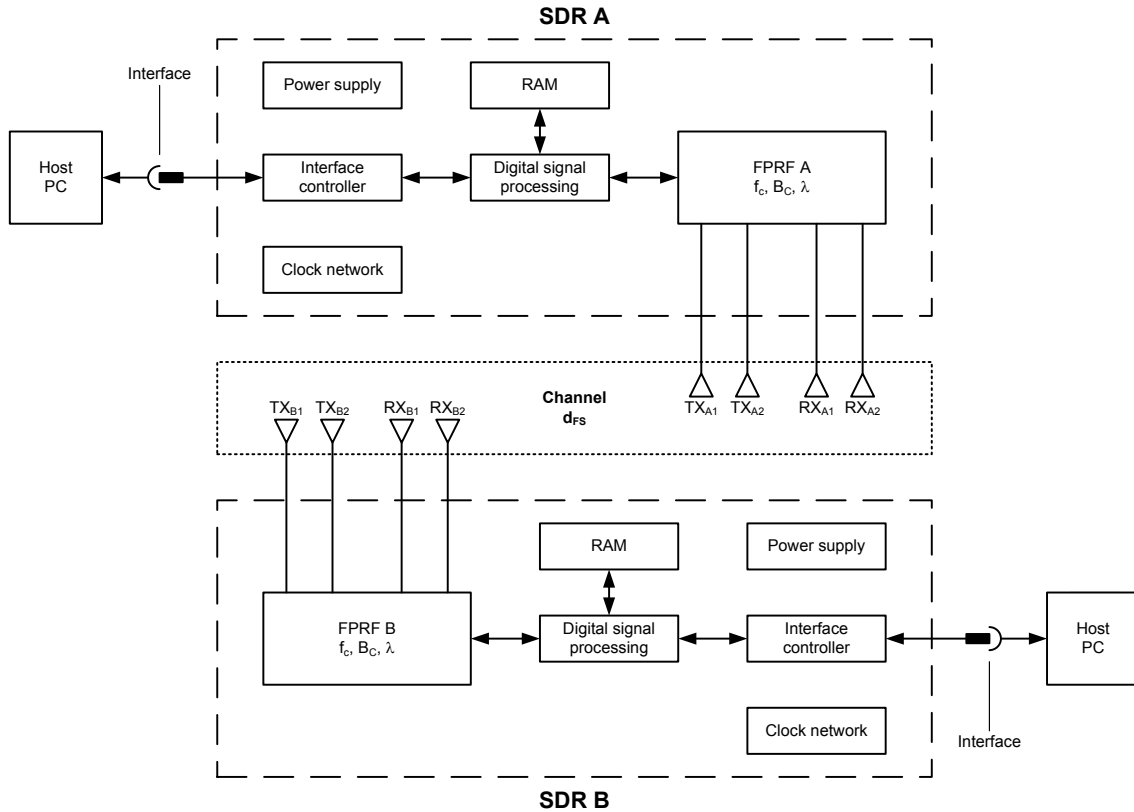 SDR A
Interface
Power supply
RAM
Host
PC
Interface
controller
Digital signal
processing
FPRF A
f_c, B_C, λ
Clock network
Channel
d_FS
TX_A1 TX_A2 RX_A1 RX_A2
TX_B1 TX_B2 RX_B1 RX_B2
RAM
Power supply
FPRF B
f_c, B_C, λ
Digital signal
processing
Interface
controller
Host
PC
Clock network
Interface
SDR B